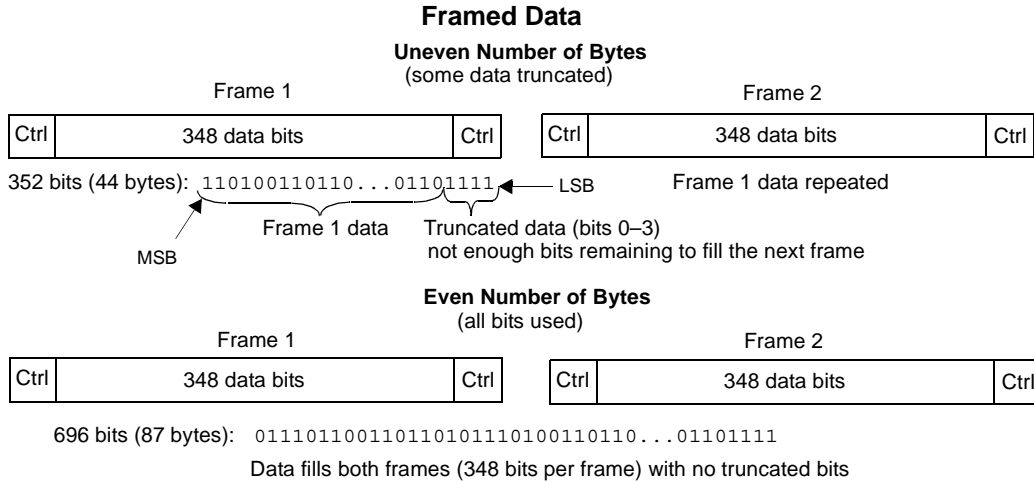 Framed Data
Uneven Number of Bytes
(some data truncated)
Frame 1
Frame 2
Ctrl 348 data bits Ctrl Ctrl 348 data bits Ctrl
352 bits (44 bytes): 110100110110...01101111 LSB Frame 1 data repeated
Frame 1 data Truncated data (bits 0–3)
MSB not enough bits remaining to fill the next frame
Even Number of Bytes
(all bits used)
Frame 1 Frame 2
Ctrl 348 data bits Ctrl Ctrl 348 data bits Ctrl
696 bits (87 bytes): 0111011001101101011101001​10110...01101111
Data fills both frames (348 bits per frame) with no truncated bits